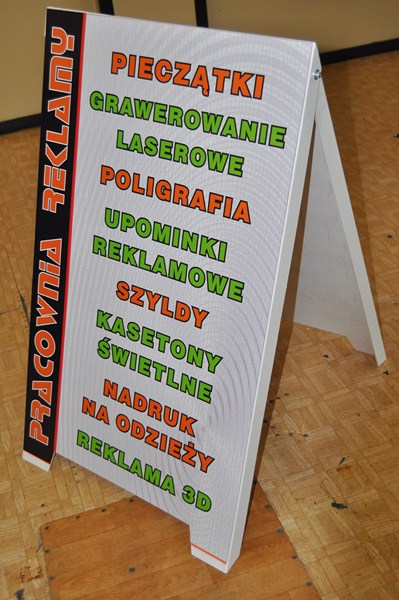 PRACOWNIA REKLAMY
PIECZĄTKI
GRAWEROWANIE
LASEROWE
POLIGRAFIA
UPOMINKI
REKLAMOWE
SZYLDY
KASETONY
ŚWIETLNE
NADRUK
NA ODZIEŻY
REKLAMA 3D